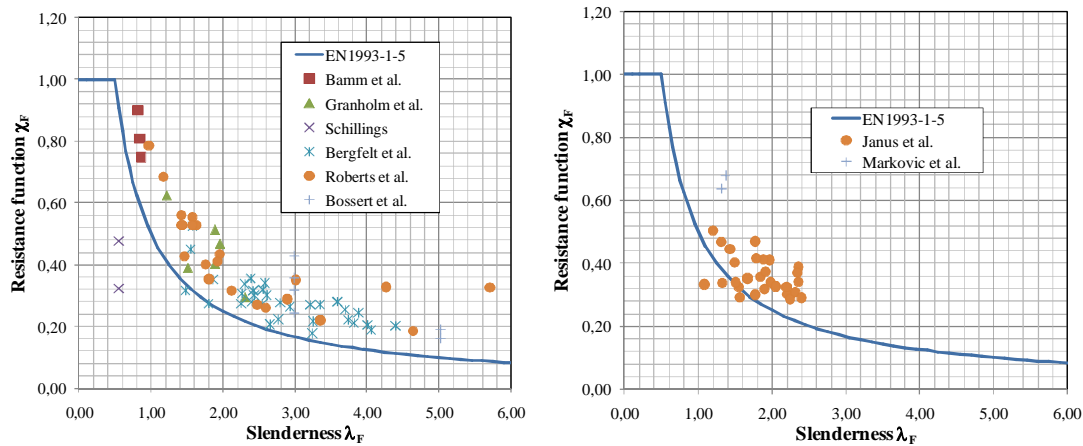 1,20
1,00
0,80
0,60
0,40
0,20
0,00
Resistance function χF
EN1993-1-5
Bamm et al.
Granholm et al.
Schillings
Bergfelt et al.
Roberts et al.
Bossert et al.
0,00 1,00 2,00 3,00 4,00 5,00 6,00
Slenderness λF
1,20
1,00
0,80
0,60
0,40
0,20
0,00
Resistance function χF
EN1993-1-5
Janus et al.
Markovic et al.
0,00 1,00 2,00 3,00 4,00 5,00 6,00
Slenderness λF